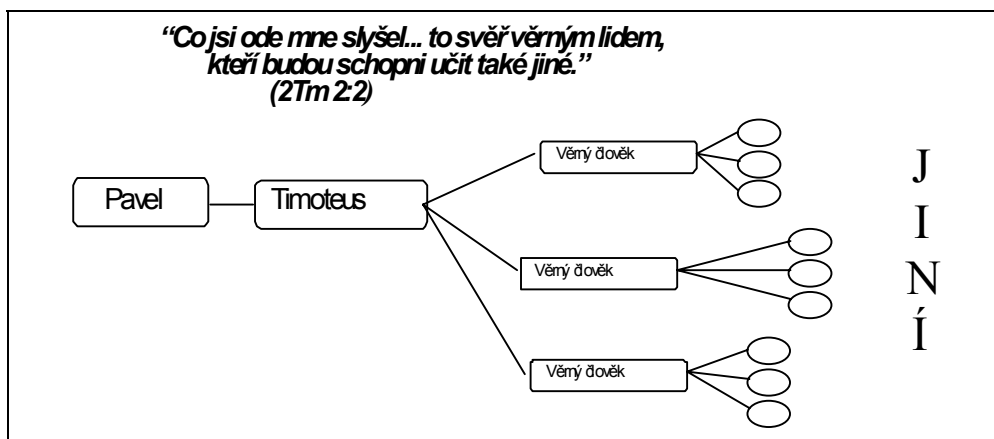 “Co jsi ode mne slyšel... to svěř věrným lidem,
kteří budou schopni učit také jiné.”
(2Tm 2:2)
Věrný člověk
Pavel
Timoteus
Věrný člověk
Věrný člověk
J
I
N
Í